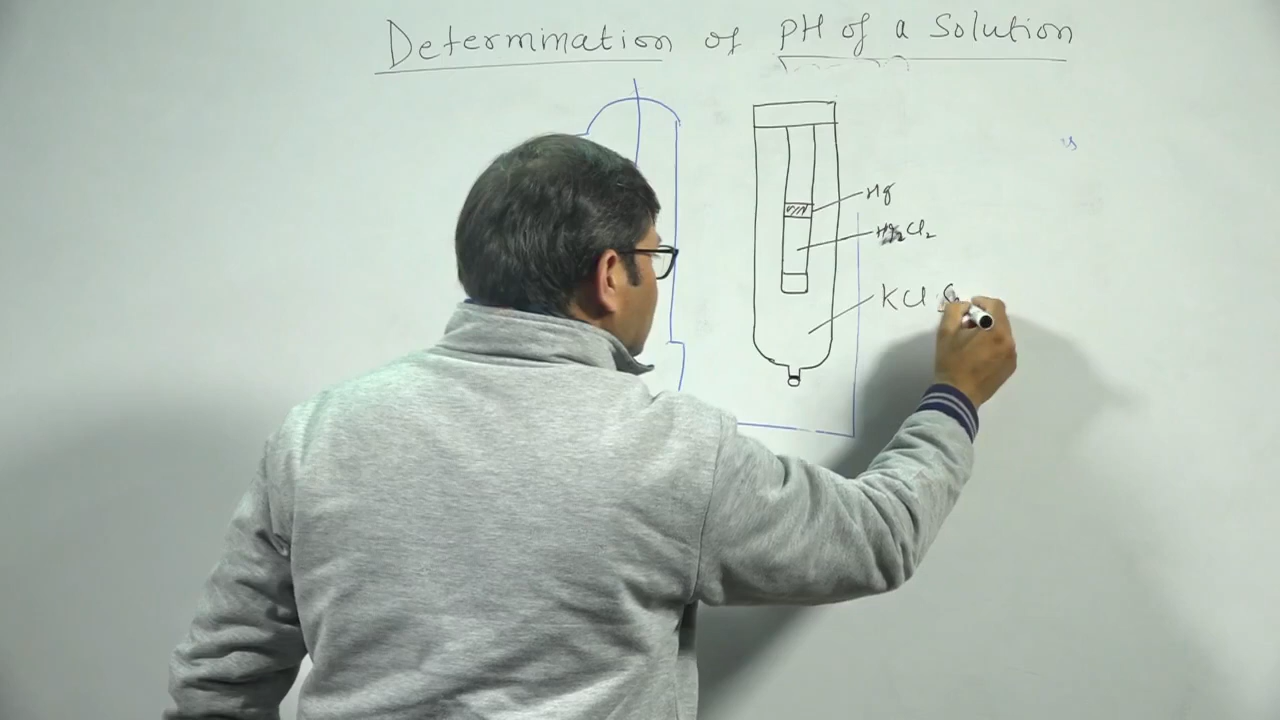 Determination of pH of a Solution
Hg
Hg₂Cl₂
KCl